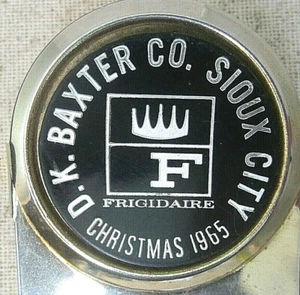 D.K. BAXTER CO. SIOUX CITY
F
FRIGIDAIRE
CHRISTMAS 1965